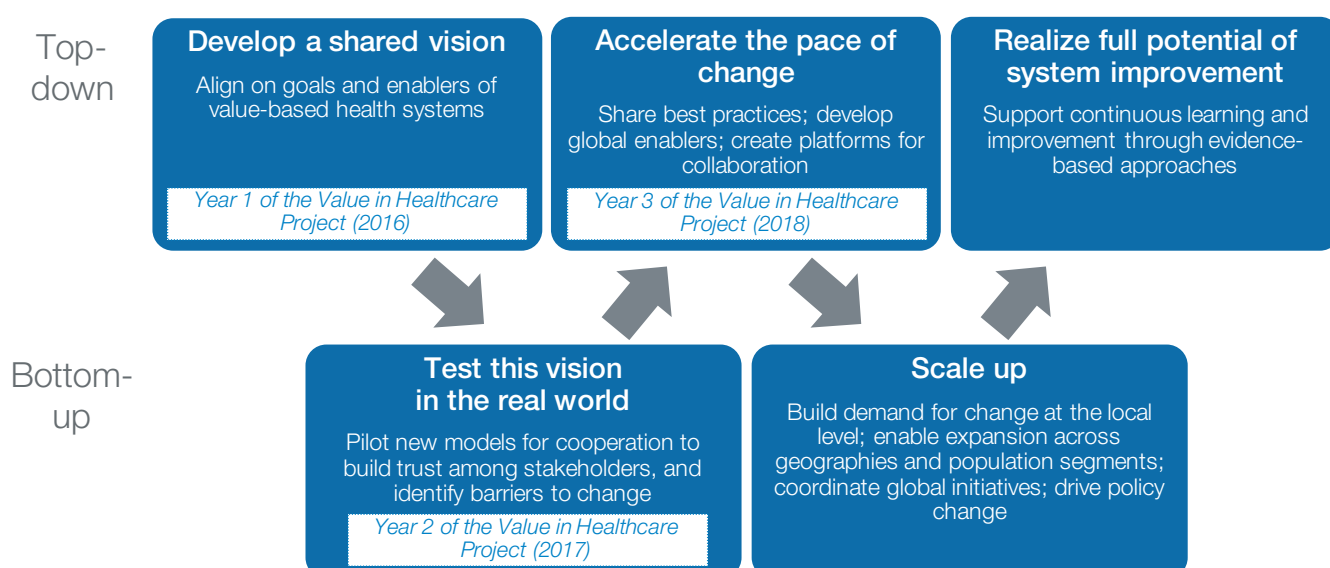 Top-
down
Develop a shared vision
Align on goals and enablers of
value-based health systems
Year 1 of the Value in Healthcare
Project (2016)
Accelerate the pace of
change
Share best practices; develop
global enablers; create platforms for
collaboration
Year 3 of the Value in Healthcare
Project (2018)
Realize full potential of
system improvement
Support continuous learning and
improvement through evidence-
based approaches
Bottom-
up
Test this vision
in the real world
Pilot new models for cooperation to
build trust among stakeholders, and
identify barriers to change
Year 2 of the Value in Healthcare
Project (2017)
Scale up
Build demand for change at the local
level; enable expansion across
geographies and population segments;
coordinate global initiatives; drive policy
change